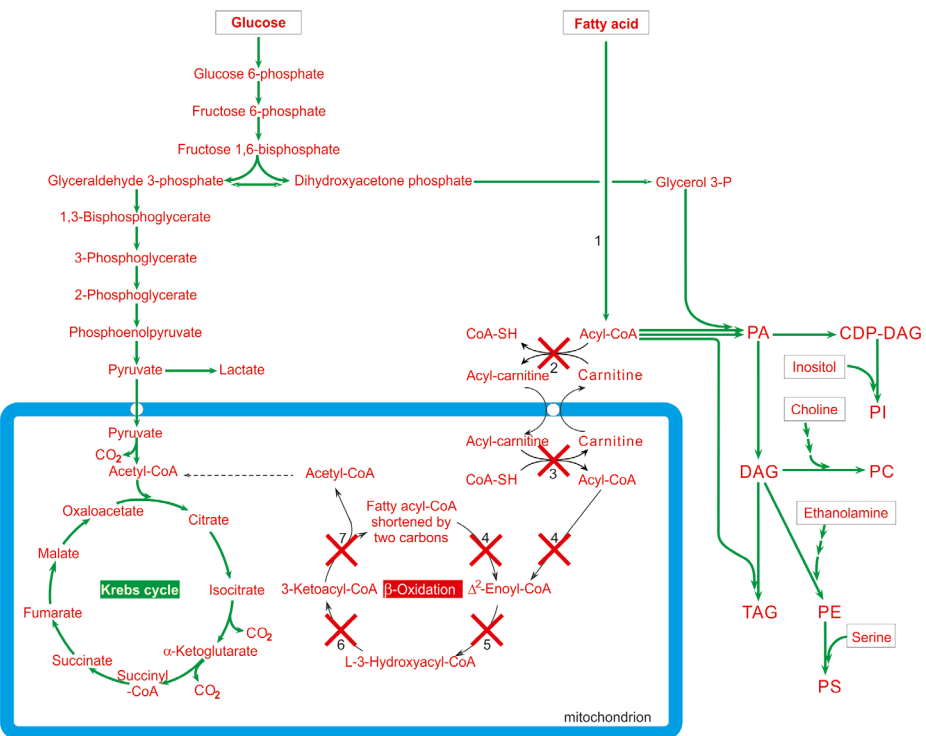 Glucose
Fatty acid
Glucose 6-phosphate
Fructose 6-phosphate
Fructose 1,6-bisphosphate
Glyceraldehyde 3-phosphate
Dihydroxyacetone phosphate
Glycerol 3-P
1,3-Bisphosphoglycerate
1
3-Phosphoglycerate
2-Phosphoglycerate
Phosphoenolpyruvate
CoA-SH
Acyl-CoA
PA
CDP-DAG
2
Pyruvate
Lactate
Acyl-carnitine
Carnitine
Inositol
PI
Choline
Pyruvate
Acyl-carnitine
Carnitine
CO2
Acetyl-CoA
Acetyl-CoA
CoA-SH
3
Acyl-CoA
DAG
PC
Oxaloacetate
Citrate
Fatty acyl-CoA
shortened by
two carbons
Ethanolamine
7
4
4
Malate
Krebs cycle
Isocitrate
3-Ketoacyl-CoA
β-Oxidation
Δ2-Enoyl-CoA
Fumarate
TAG
PE
CO2
6
5
Serine
α-Ketoglutarate
Succinate
L-3-Hydroxyacyl-CoA
Succinyl
-CoA
CO2
PS
mitochondrion